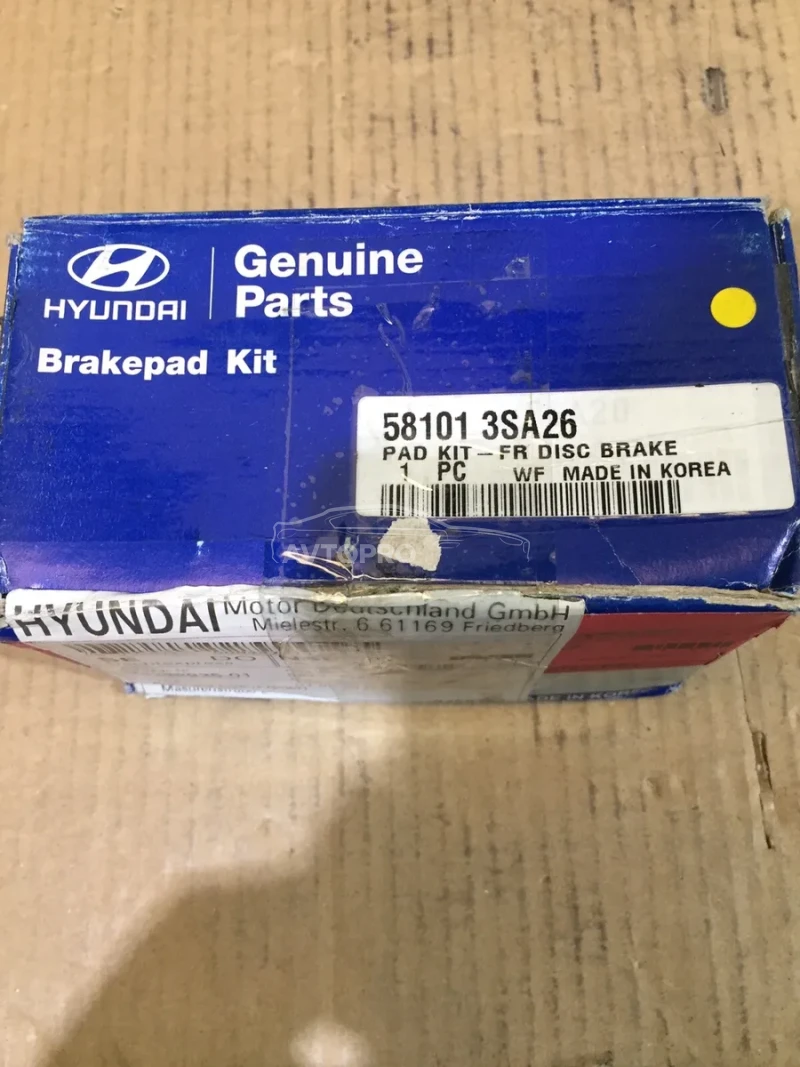 HYUNDAI
Genuine
Parts
Brakepad Kit
58101 3SA26
PAD KIT-FR DISC BRAKE
1 PC WF MADE IN KOREA
AVTOPRO
HYUNDAI Motor Deutschland GmbH
Mielestr. 6 61169 Friedberg